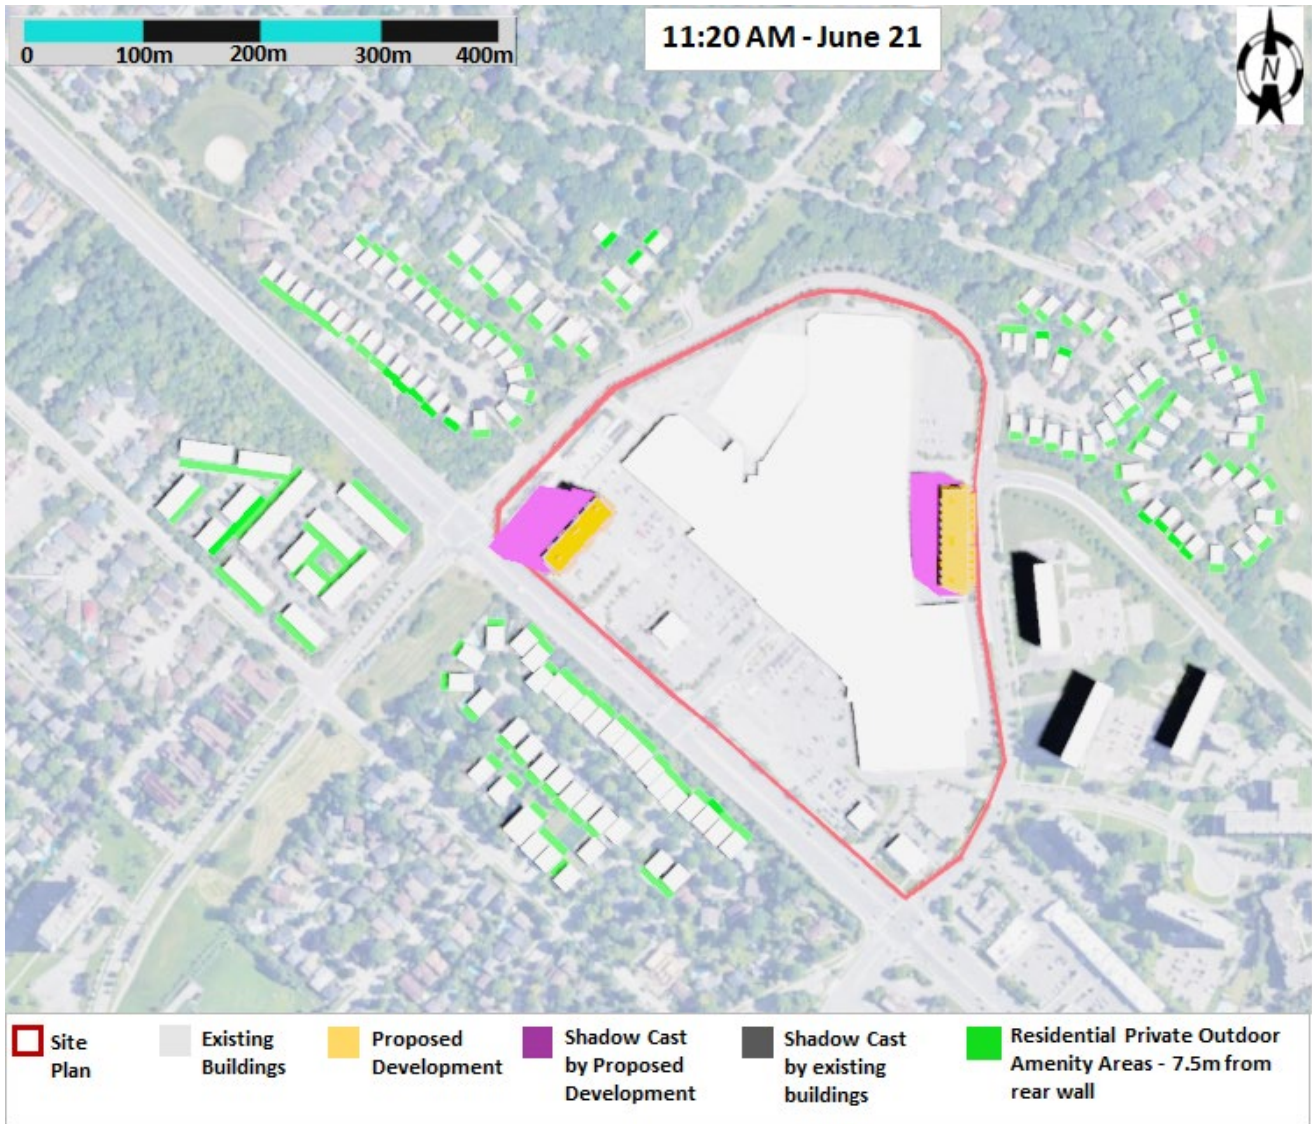 11:20 AM - June 21
N
0 100m 200m 300m 400m
Site
Plan
Existing
Buildings
Proposed
Development
Shadow Cast
by Proposed
Development
Shadow Cast
by existing
buildings
Residential Private Outdoor
Amenity Areas - 7.5m from
rear wall